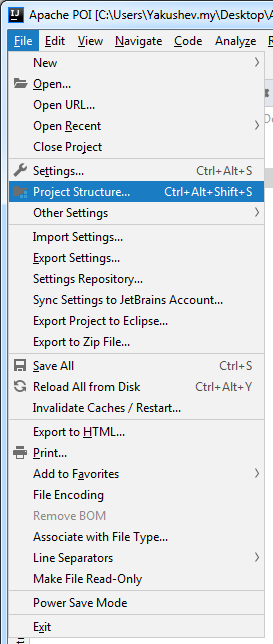 Apache POI [C:\Users\Yakushev.my\Desktop\A
File Edit View Navigate Code Analyze R
New
Open...
Open URL...
Open Recent
Close Project
Settings... Ctrl+Alt+S
Project Structure... Ctrl+Alt+Shift+S
Other Settings
Import Settings...
Export Settings...
Settings Repository...
Sync Settings to JetBrains Account...
Export Project to Eclipse...
Export to Zip File...
Save All Ctrl+S
Reload All from Disk Ctrl+Alt+Y
Invalidate Caches / Restart...
Export to HTML...
Print...
Add to Favorites
File Encoding
Remove BOM
Associate with File Type...
Line Separators
Make File Read-Only
Power Save Mode
Exit